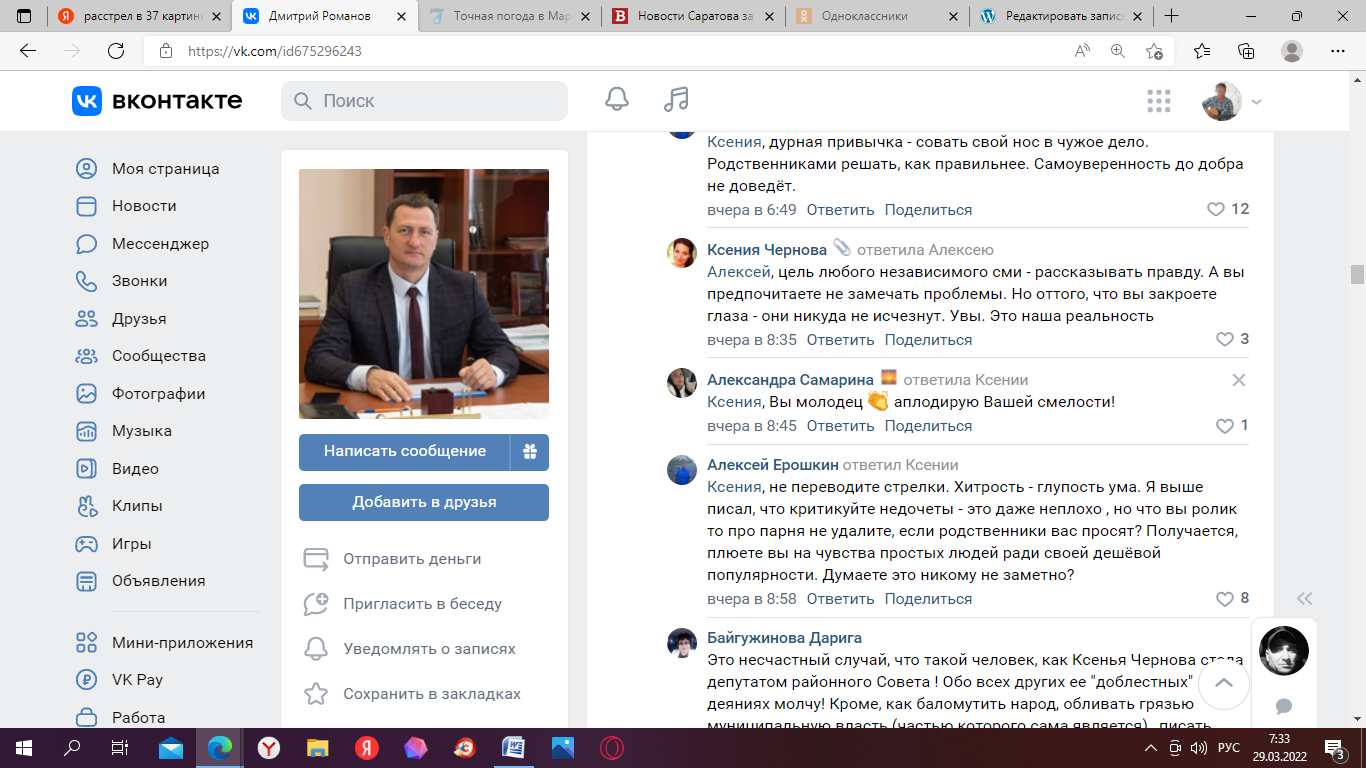 расстрел в 37 картин
Дмитрий Романов
Точная погода в Мар
Новости Саратова за
Одноклассники
Редактировать запис
https://vk.com/id675296243
вконтакте
Поиск
Моя страница
Новости
Мессенджер
Звонки
Друзья
Сообщества
Фотографии
Музыка
Видео
Клипы
Игры
Объявления
Мини-приложения
VK Pay
Работа
Написать сообщение
Добавить в друзья
Отправить деньги
Пригласить в беседу
Уведомлять о записях
Сохранить в закладках
Ксения, дурная привычка - совать свой нос в чужое дело.
Родственниками решать, как правильнее. Самоуверенность до добра
не доведёт.
вчера в 6:49 Ответить Поделиться 12
Ксения Чернова ответила Алексею
Алексей, цель любого независимого сми - рассказывать правду. А вы
предпочитаете не замечать проблемы. Но оттого, что вы закроете
глаза - они никуда не исчезнут. Увы. Это наша реальность
вчера в 8:35 Ответить Поделиться 3
Александра Самарина ответила Ксении
Ксения, Вы молодец 👏 аплодирую Вашей смелости!
вчера в 8:45 Ответить Поделиться 1
Алексей Ерошкин ответил Ксении
Ксения, не переводите стрелки. Хитрость - глупость ума. Я выше
писал, что критикуйте недочеты - это даже неплохо , но что вы ролик
то про парня не удалите, если родственники вас просят? Получается,
плюете вы на чувства простых людей ради своей дешёвой
популярности. Думаете это никому не заметно?
вчера в 8:58 Ответить Поделиться 8
Байгужинова Дарига
Это несчастный случай, что такой человек, как Ксенья Чернова стала
депутатом районного Совета ! Обо всех других ее "доблестных"
деяниях молчу! Кроме, как баломутить народ, обливать грязью
муниципальную власть (частью которого сама является) , писать
РУС
7:33
29.03.2022
3